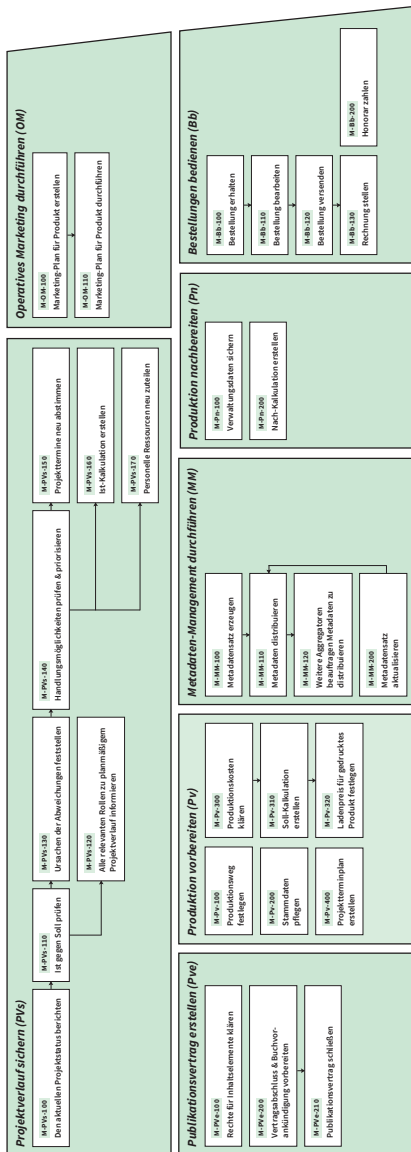 Projektverlauf sichern (PVs)
M-PVs-100
Den aktuellen Projektstatus berichten
M-PVs-110
Ist gegen Soll prüfen
M-PVs-130
Ursachen der Abweichungen feststellen
M-PVs-120
Alle relevanten Rollen zu planmäßigem
Projektverlauf informieren
M-PVs-140
Handlungsmöglichkeiten prüfen & priorisieren
M-PVs-150
Projekttermine neu abstimmen
M-PVs-160
Ist-Kalkulation erstellen
M-PVs-170
Personelle Ressourcen neu zuteilen
Operatives Marketing durchführen (OM)
M-OM-100
Marketing-Plan für Produkt erstellen
M-OM-110
Marketing-Plan für Produkt durchführen
Publikationsvertrag erstellen (Pve)
M-PVe-100
Rechte für Inhaltselemente klären
M-PVe-200
Vertragsabschluss & Buchvor-
ankündigung vorbereiten
M-PVe-210
Publikationsvertrag schließen
Produktion vorbereiten (Pv)
M-Pv-100
Produktionsweg
festlegen
M-Pv-200
Stammdaten
pflegen
M-Pv-400
Projektterminplan
erstellen
M-Pv-300
Produktionskosten
klären
M-Pv-310
Soll-Kalkulation
erstellen
M-Pv-320
Ladenpreis für gedrucktes
Produkt festlegen
Metadaten-Management durchführen (MM)
M-MM-100
Metadatensatz erzeugen
M-MM-110
Metadaten distribuieren
M-MM-120
Weitere Aggregatoren
beauftragen Metadaten zu
distribuieren
M-MM-200
Metadatensatz
aktualisieren
Produktion nachbereiten (Pn)
M-Pn-100
Verwaltungsdaten sichern
M-Pn-200
Nach-Kalkulation erstellen
Bestellungen bedienen (Bb)
M-Bb-100
Bestellung erhalten
M-Bb-110
Bestellung bearbeiten
M-Bb-120
Bestellung versenden
M-Bb-130
Rechnung stellen
M-Bb-200
Honorar zahlen